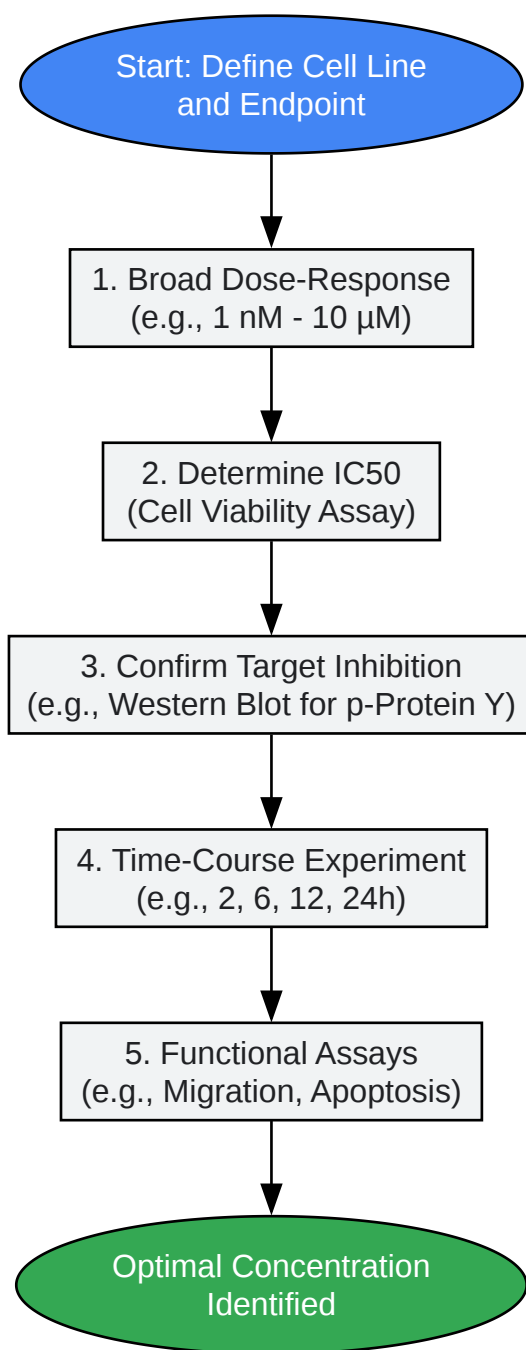 Start: Define Cell Line
and Endpoint
1. Broad Dose-Response
(e.g., 1 nM - 10 µM)
2. Determine IC50
(Cell Viability Assay)
3. Confirm Target Inhibition
(e.g., Western Blot for p-Protein Y)
4. Time-Course Experiment
(e.g., 2, 6, 12, 24h)
5. Functional Assays
(e.g., Migration, Apoptosis)
Optimal Concentration
Identified